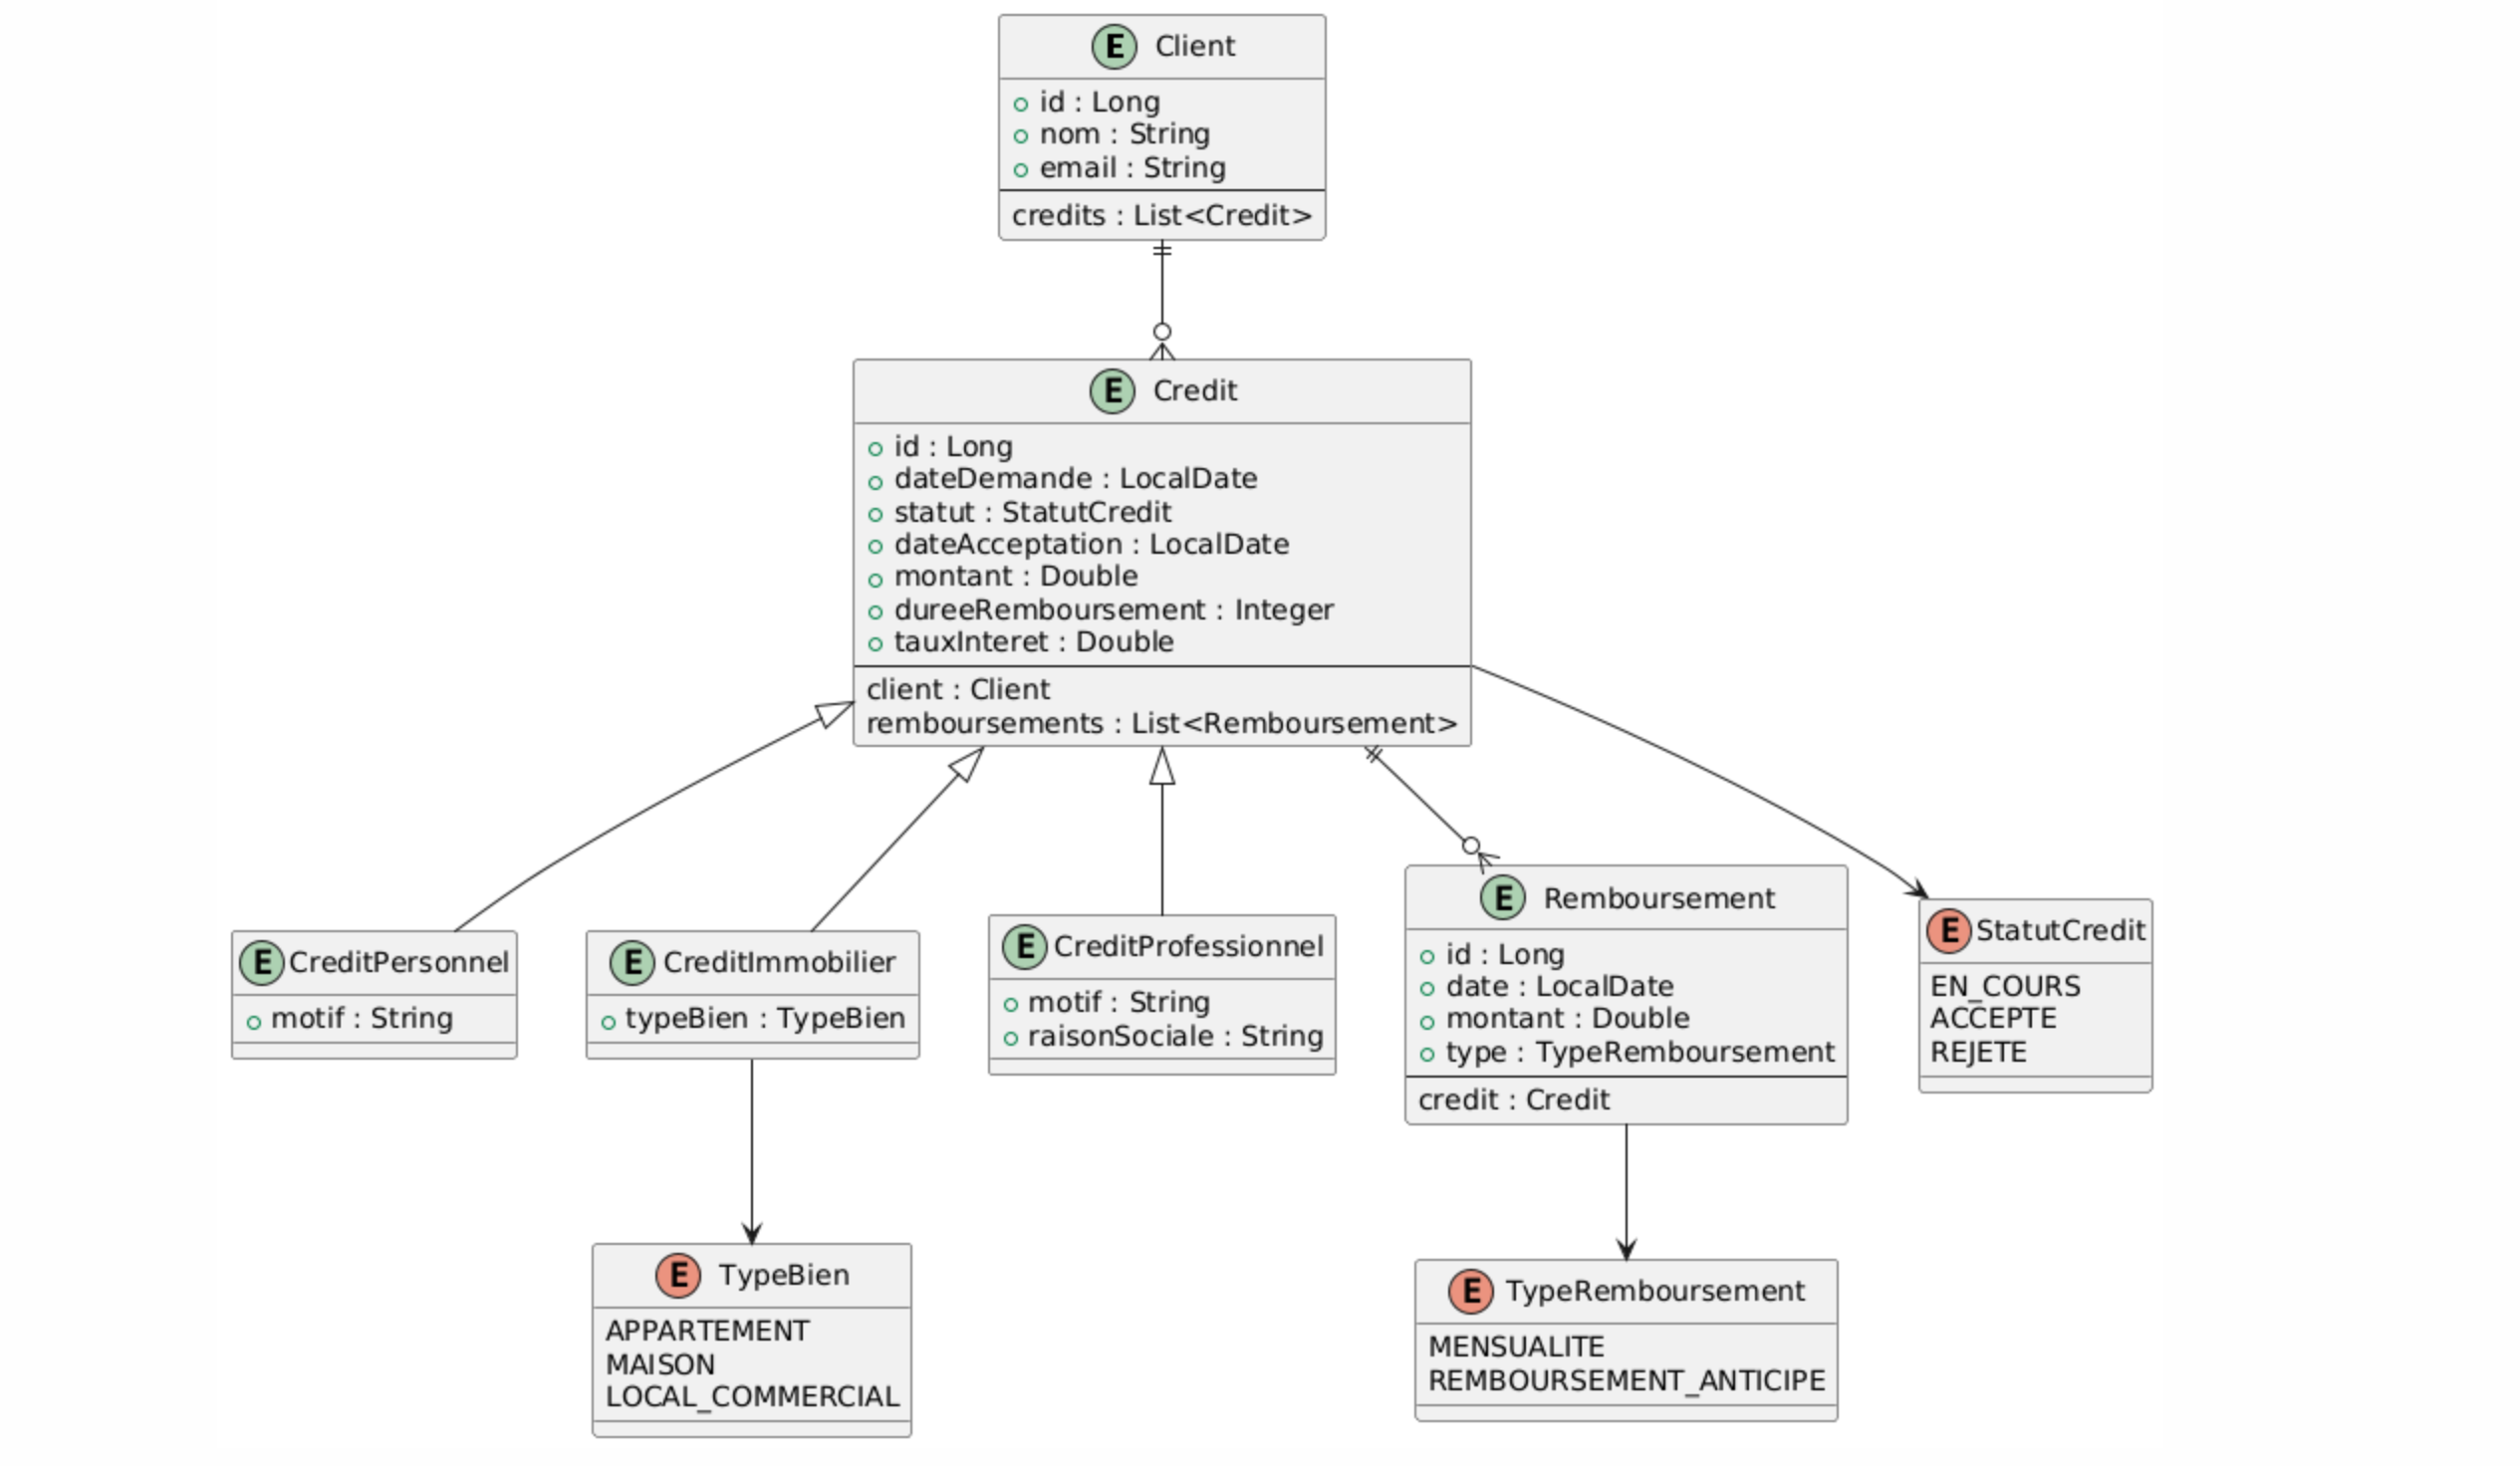 E Client
id : Long
nom : String
email : String
credits : List<Credit>
E Credit
id : Long
dateDemande : LocalDate
statut : StatutCredit
dateAcceptation : LocalDate
montant : Double
dureeRemboursement : Integer
tauxInteret : Double
client : Client
remboursements : List<Remboursement>
E CreditPersonnel
motif : String
E CreditImmobilier
typeBien : TypeBien
E CreditProfessionnel
motif : String
raisonSociale : String
E Remboursement
id : Long
date : LocalDate
montant : Double
type : TypeRemboursement
credit : Credit
E StatutCredit
EN_COURS
ACCEPTE
REJETE
E TypeBien
APPARTEMENT
MAISON
LOCAL_COMMERCIAL
E TypeRemboursement
MENSUALITE
REMBOURSEMENT_ANTICIPE